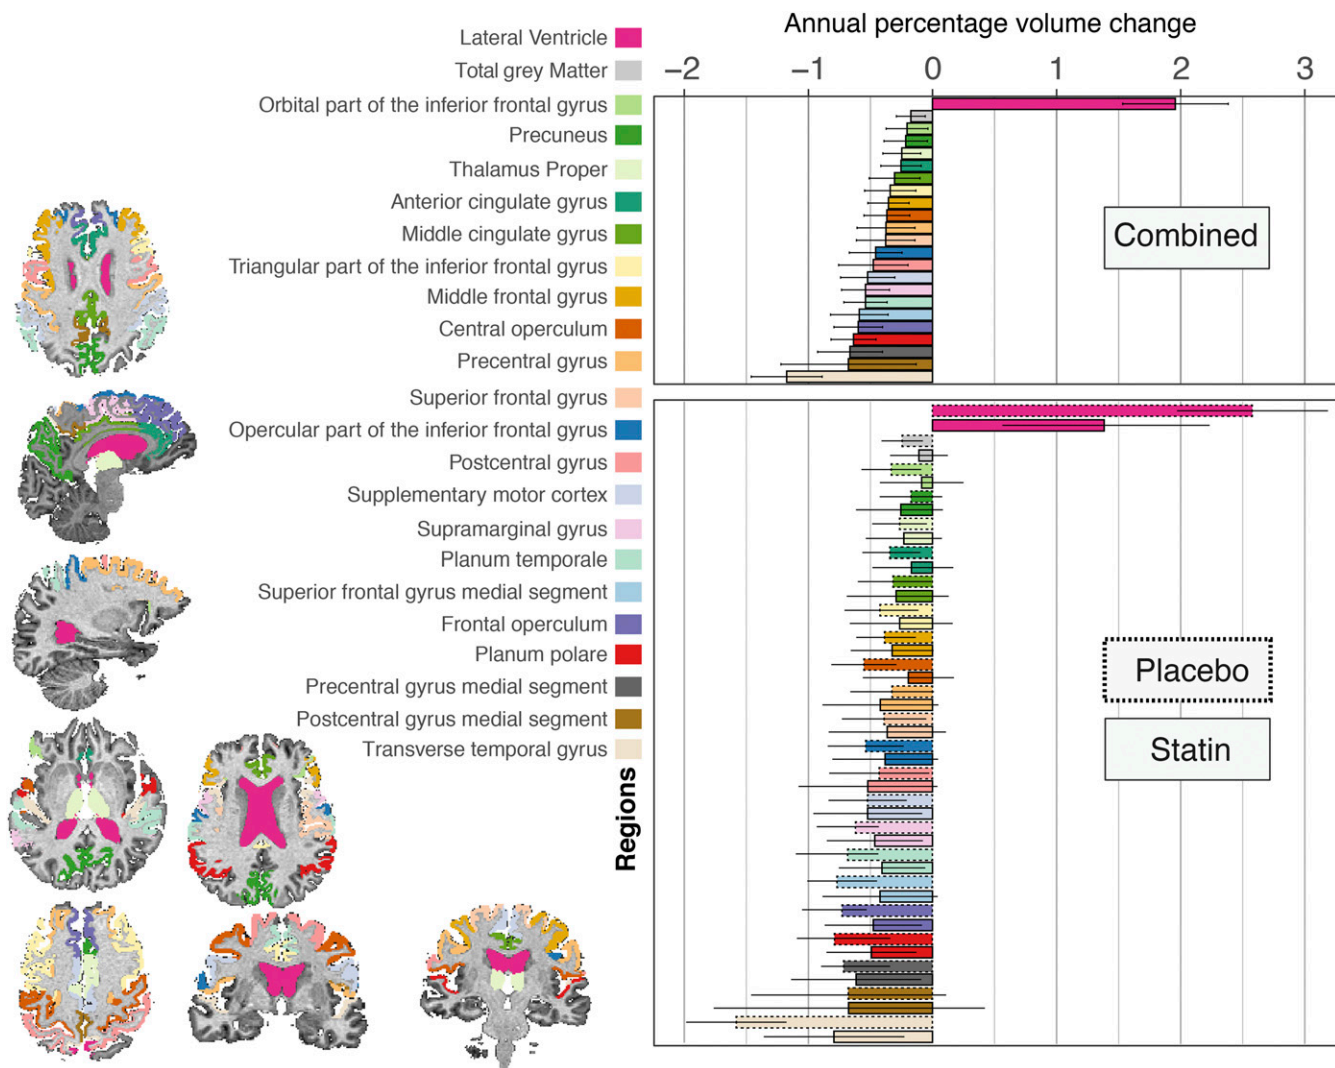 Annual percentage volume change
−2 −1 0 1 2 3
Lateral Ventricle
Total grey Matter
Orbital part of the inferior frontal gyrus
Precuneus
Thalamus Proper
Anterior cingulate gyrus
Middle cingulate gyrus
Triangular part of the inferior frontal gyrus
Middle frontal gyrus
Central operculum
Precentral gyrus
Superior frontal gyrus
Opercular part of the inferior frontal gyrus
Postcentral gyrus
Supplementary motor cortex
Supramarginal gyrus
Planum temporale
Superior frontal gyrus medial segment
Frontal operculum
Planum polare
Precentral gyrus medial segment
Postcentral gyrus medial segment
Transverse temporal gyrus
Regions
Combined
Placebo
Statin